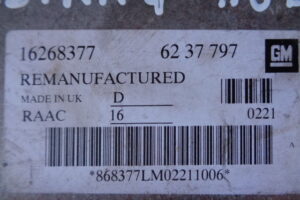 16268377 62 37 797 GM
REMANUFACTURED
MADE IN UK D
RAAC 16 0221
*868377LM02211006*